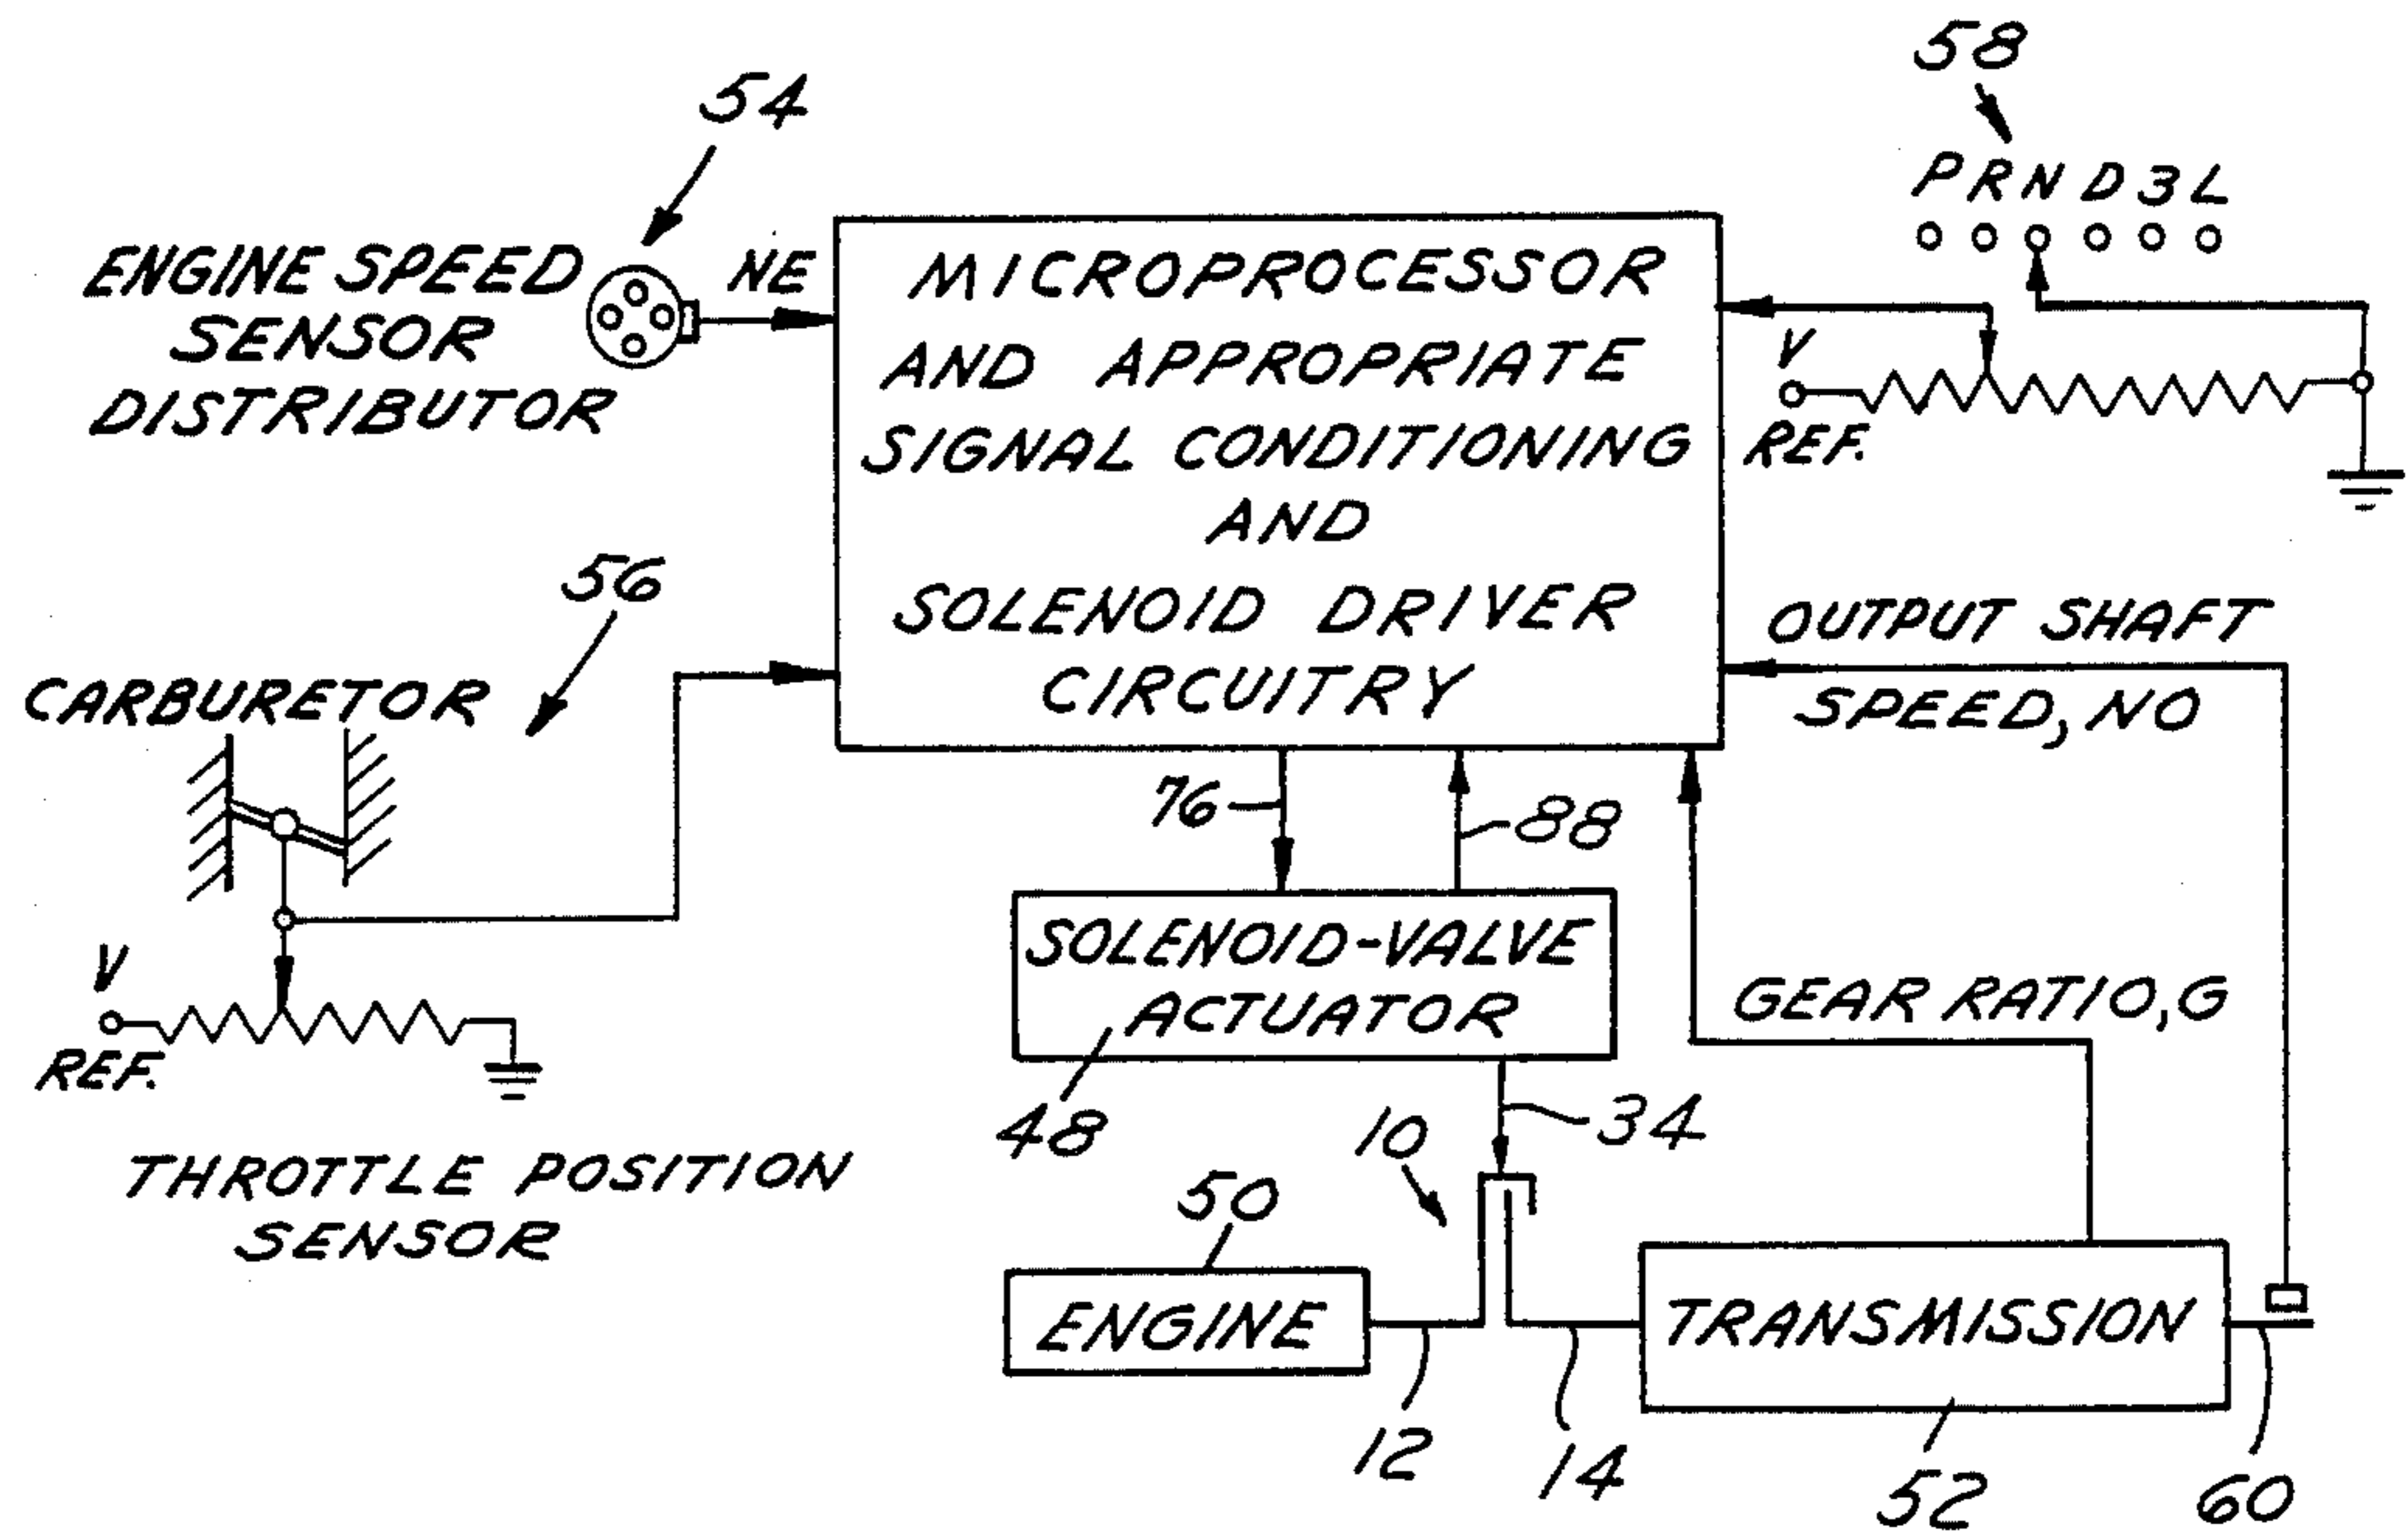 58
54
P R N D 3 L
ENGINE SPEED
SENSOR
DISTRIBUTOR
NE
MICROPROCESSOR
AND APPROPRIATE
SIGNAL CONDITIONING
AND
SOLENOID DRIVER
CIRCUITRY
V
REF.
56
OUTPUT SHAFT
SPEED, NO
CARBURETOR
76
88
SOLENOID-VALVE
ACTUATOR
V
REF.
GEAR RATIO, G
48
10
34
THROTTLE POSITION
SENSOR
50
ENGINE
TRANSMISSION
12
14
52
60